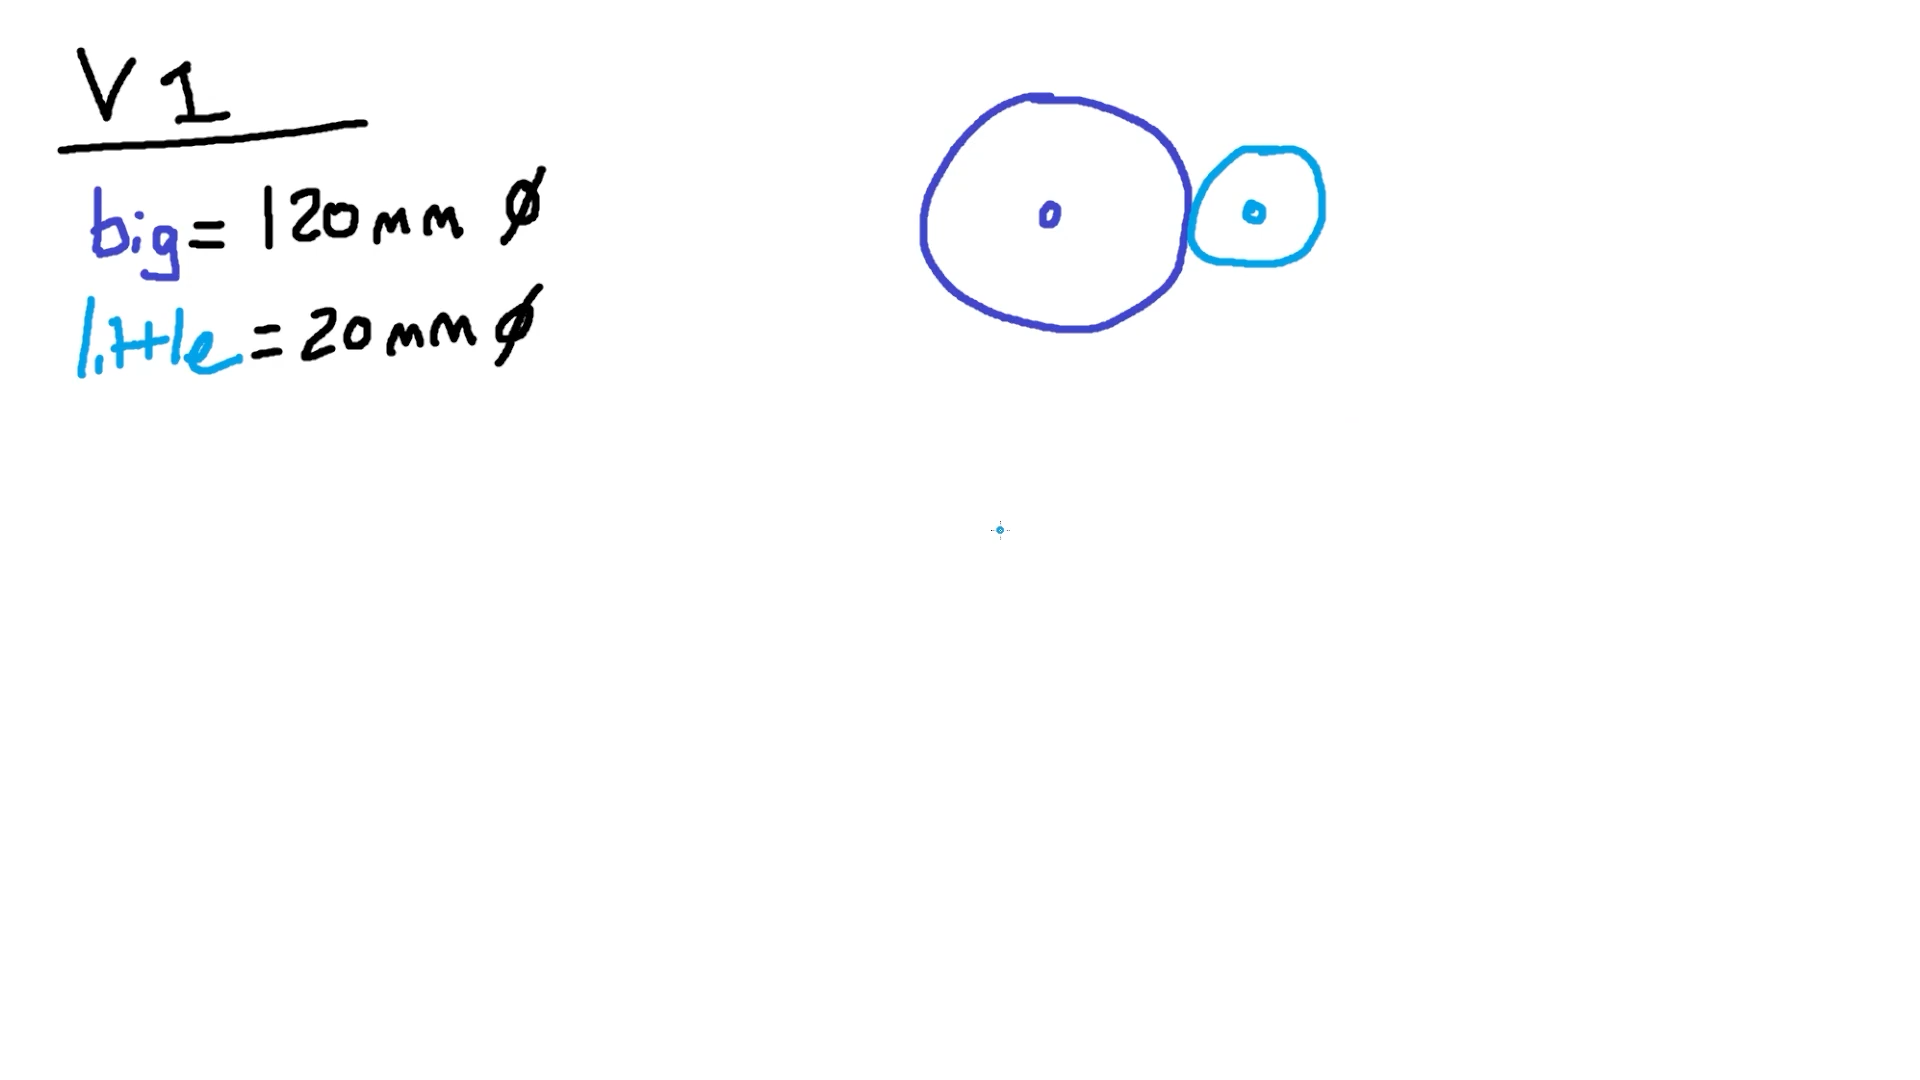 V1
big = 120mm Ø
little = 20mm Ø